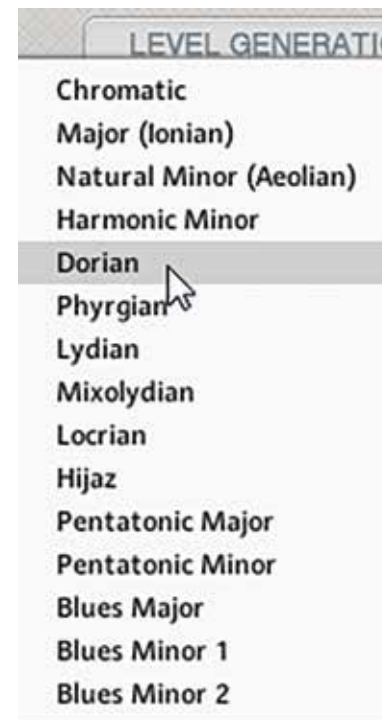 LEVEL GENERATI
Chromatic
Major (Ionian)
Natural Minor (Aeolian)
Harmonic Minor
Dorian
Phyrgian
Lydian
Mixolydian
Locrian
Hijaz
Pentatonic Major
Pentatonic Minor
Blues Major
Blues Minor 1
Blues Minor 2